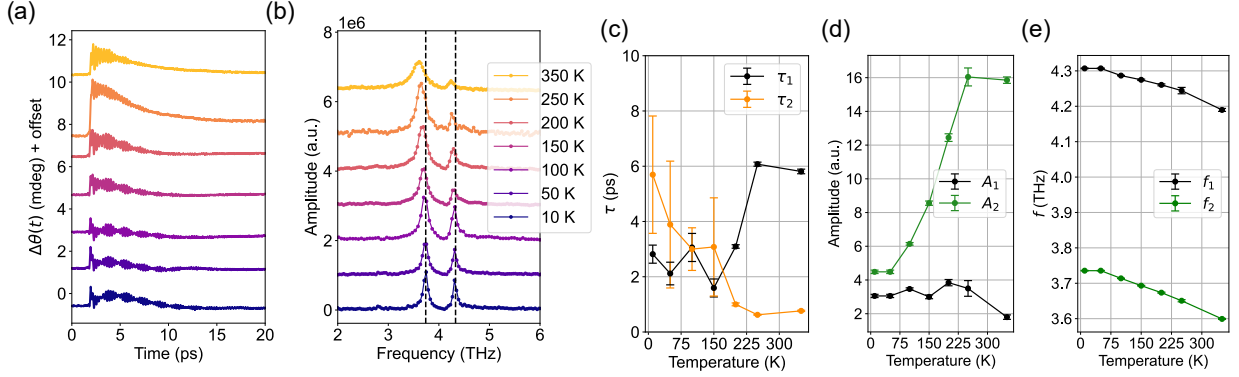 (a)
Δθ(t) (mdeg) + offset
12
10
8
6
4
2
0
0 5 10 15 20
Time (ps)
(b)
1e6
Amplitude (a.u.)
8
6
4
2
0
2 3 4 5 6
Frequency (THz)
350 K
250 K
200 K
150 K
100 K
50 K
10 K
(c)
τ (ps)
10
8
6
4
2
0
τ1
τ2
0 75 150 225 300
Temperature (K)
(d)
Amplitude (a.u.)
16
14
12
10
8
6
4
2
A1
A2
0 75 150 225 300
Temperature (K)
(e)
f (THz)
4.3
4.2
4.1
4.0
3.8
3.7
3.6
f1
f2
0 75 150 225 300
Temperature (K)